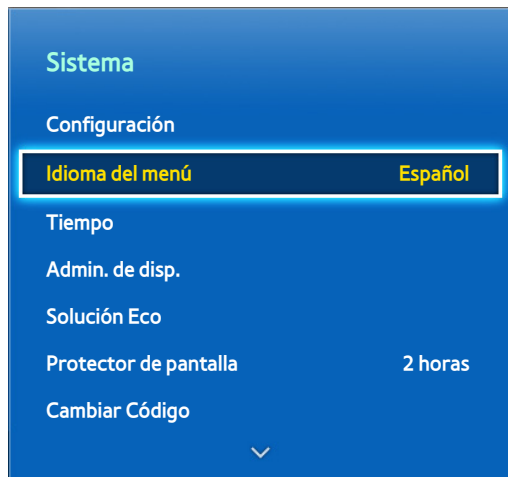 Sistema
Configuración
Idioma del menú Español
Tiempo
Admin. de disp.
Solución Eco
Protector de pantalla 2 horas
Cambiar Código